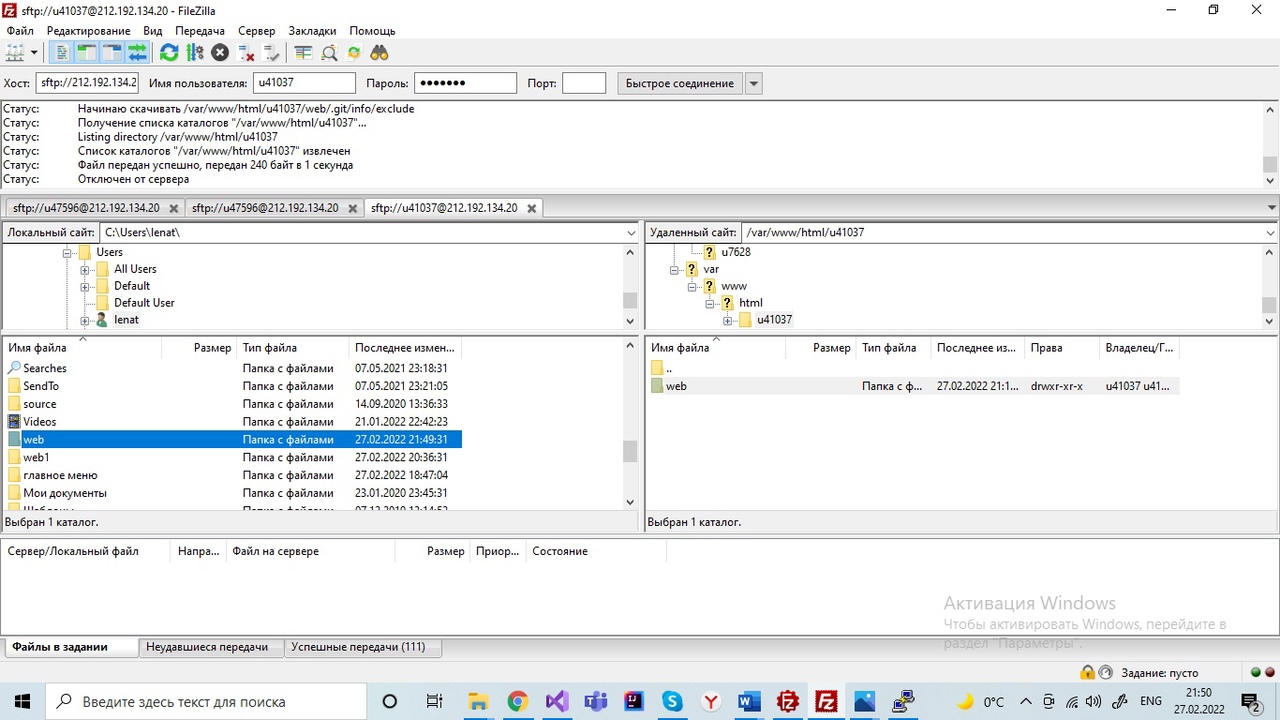 sftp://u41037@212.192.134.20 - FileZilla
Файл Редактирование Вид Передача Сервер Закладки Помощь
Хост: sftp://212.192.134.2 Имя пользователя: u41037 Пароль: ●●●●●●● Порт: Быстрое соединение
Статус: Начинаю скачивать /var/www/html/u41037/web/.git/info/exclude
Статус: Получение списка каталогов "/var/www/html/u41037"...
Статус: Listing directory /var/www/html/u41037
Статус: Список каталогов "/var/www/html/u41037" извлечен
Статус: Файл передан успешно, передан 240 байт в 1 секунда
Статус: Отключен от сервера
sftp://u47596@212.192.134.20 sftp://u47596@212.192.134.20 sftp://u41037@212.192.134.20
Локальный сайт: C:\Users\lenat\
Users
All Users
Default
Default User
lenat
Удаленный сайт: /var/www/html/u41037
u7628
var
www
html
u41037
Имя файла Размер Тип файла Последнее измен...
Searches Папка с файлами 07.05.2021 23:18:31
SendTo Папка с файлами 07.05.2021 23:21:05
source Папка с файлами 14.09.2020 13:36:33
Videos Папка с файлами 21.01.2022 22:42:23
web Папка с файлами 27.02.2022 21:49:31
web1 Папка с файлами 27.02.2022 20:36:31
главное меню Папка с файлами 27.02.2022 18:47:04
Мои документы Папка с файлами 23.01.2020 23:45:31
Выбран 1 каталог.
Имя файла Размер Тип файла Последнее из... Права Владелец/Г...
..
web Папка с ф... 27.02.2022 21:1... drwxr-xr-x u41037 u41...
Выбран 1 каталог.
Сервер/Локальный файл Напра... Файл на сервере Размер Приор... Состояние
Активация Windows
Чтобы активировать Windows, перейдите в
раздел "Параметры".
Файлы в задании Неудавшиеся передачи Успешные передачи (111)
Задание: пусто
Введите здесь текст для поиска
0°C ENG 21:50
27.02.2022
2